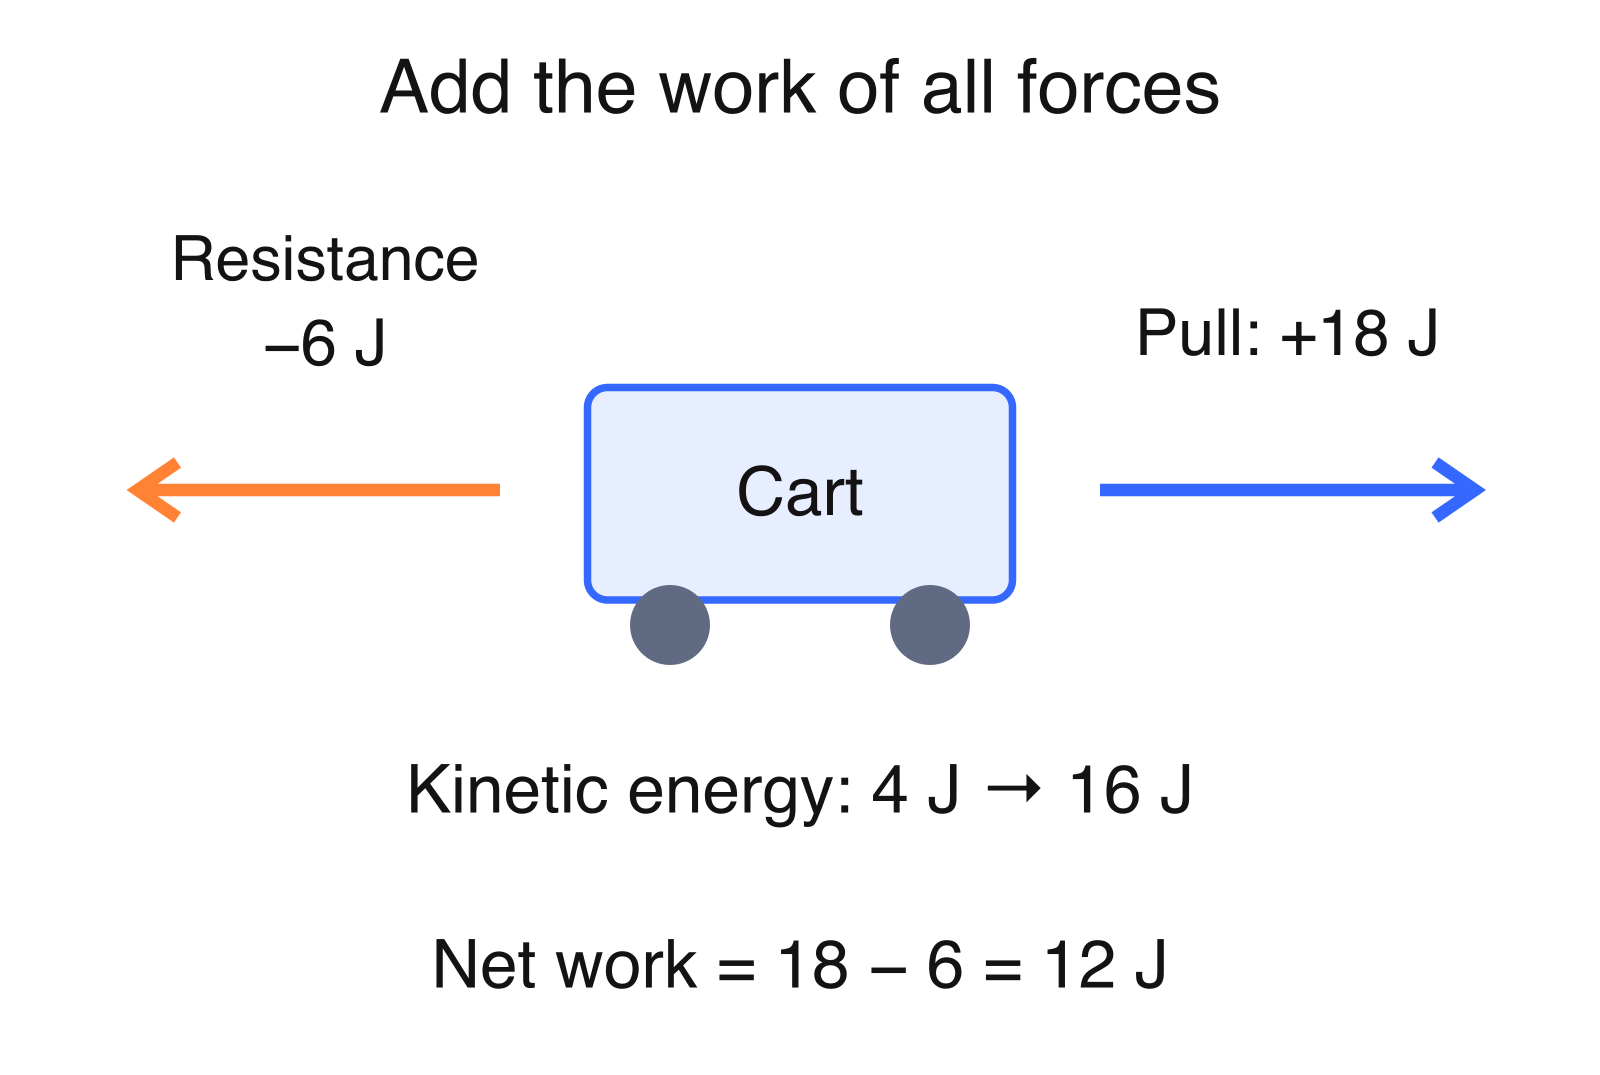 Add the work of all forces
Resistance
–6 J
Pull: +18 J
Cart
Kinetic energy: 4 J → 16 J
Net work = 18 – 6 = 12 J